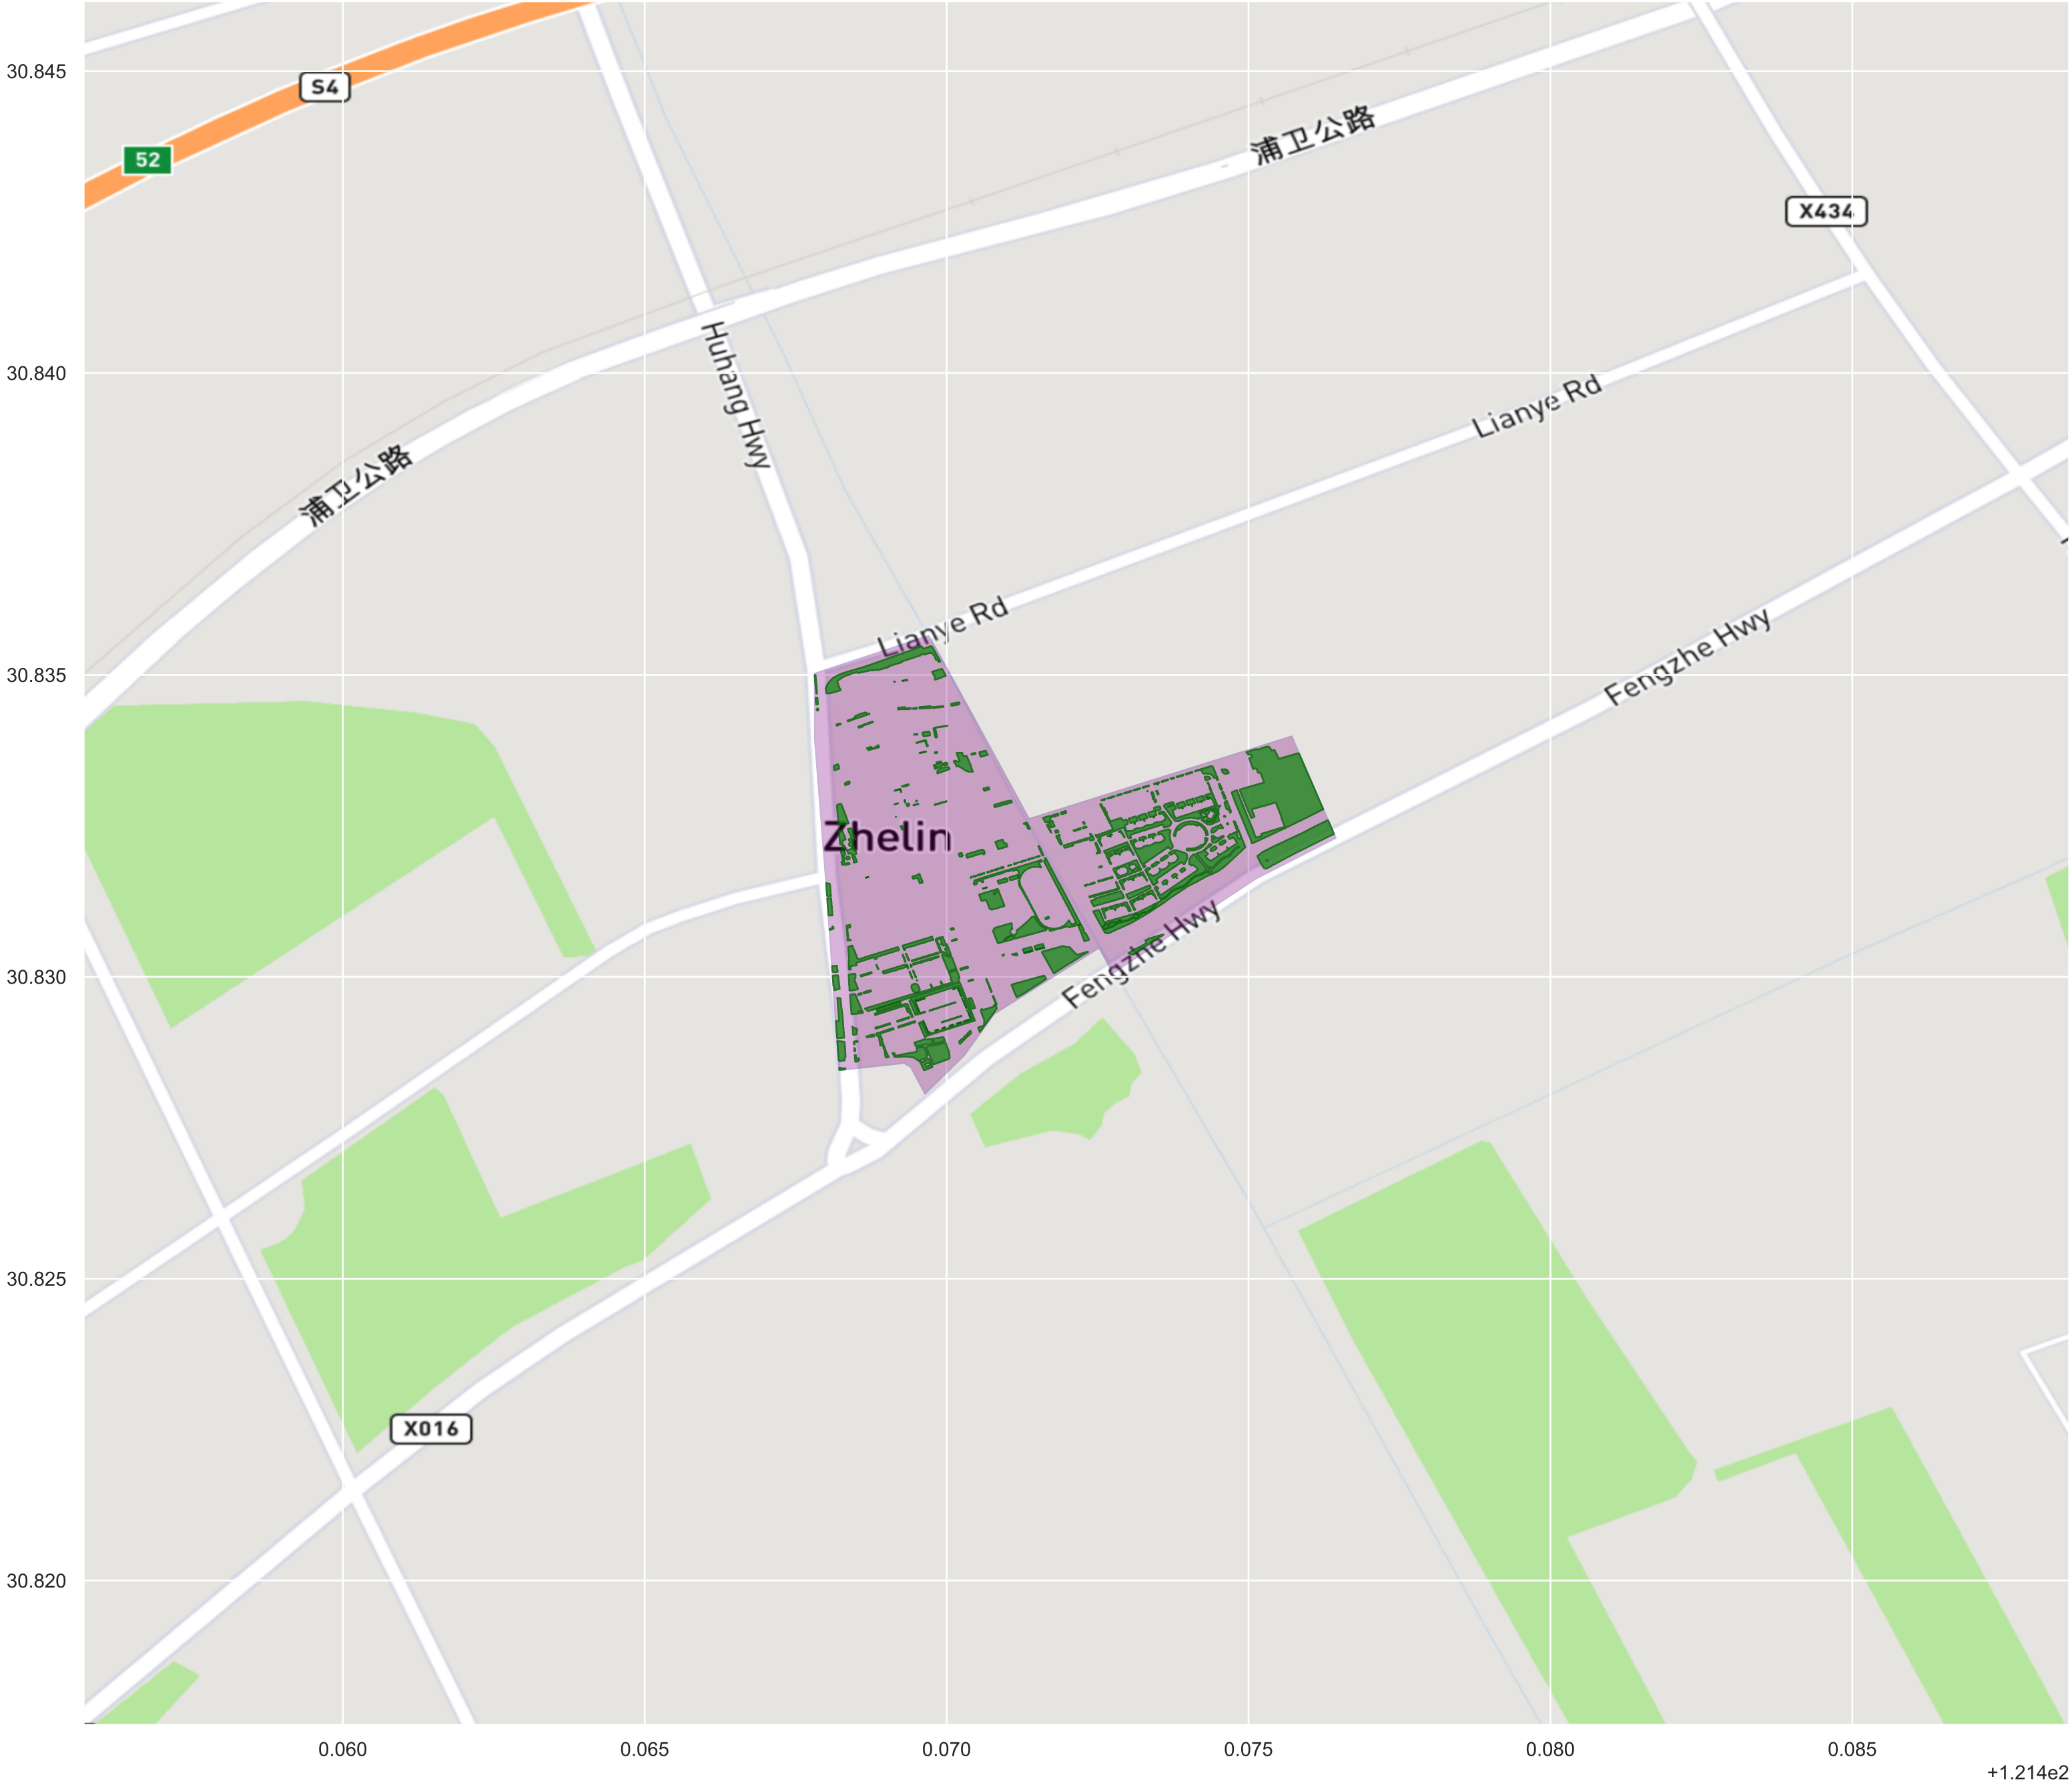 30.845
S4
52
浦卫公路
X434
30.840
Huhang Hwy
Lianye Rd
浦卫公路
Lianye Rd
Fengzhe Hwy
30.835
Zhelin
Fengzhe Hwy
30.830
30.825
X016
30.820
0.060
0.065
0.070
0.075
0.080
0.085
+1.214e2